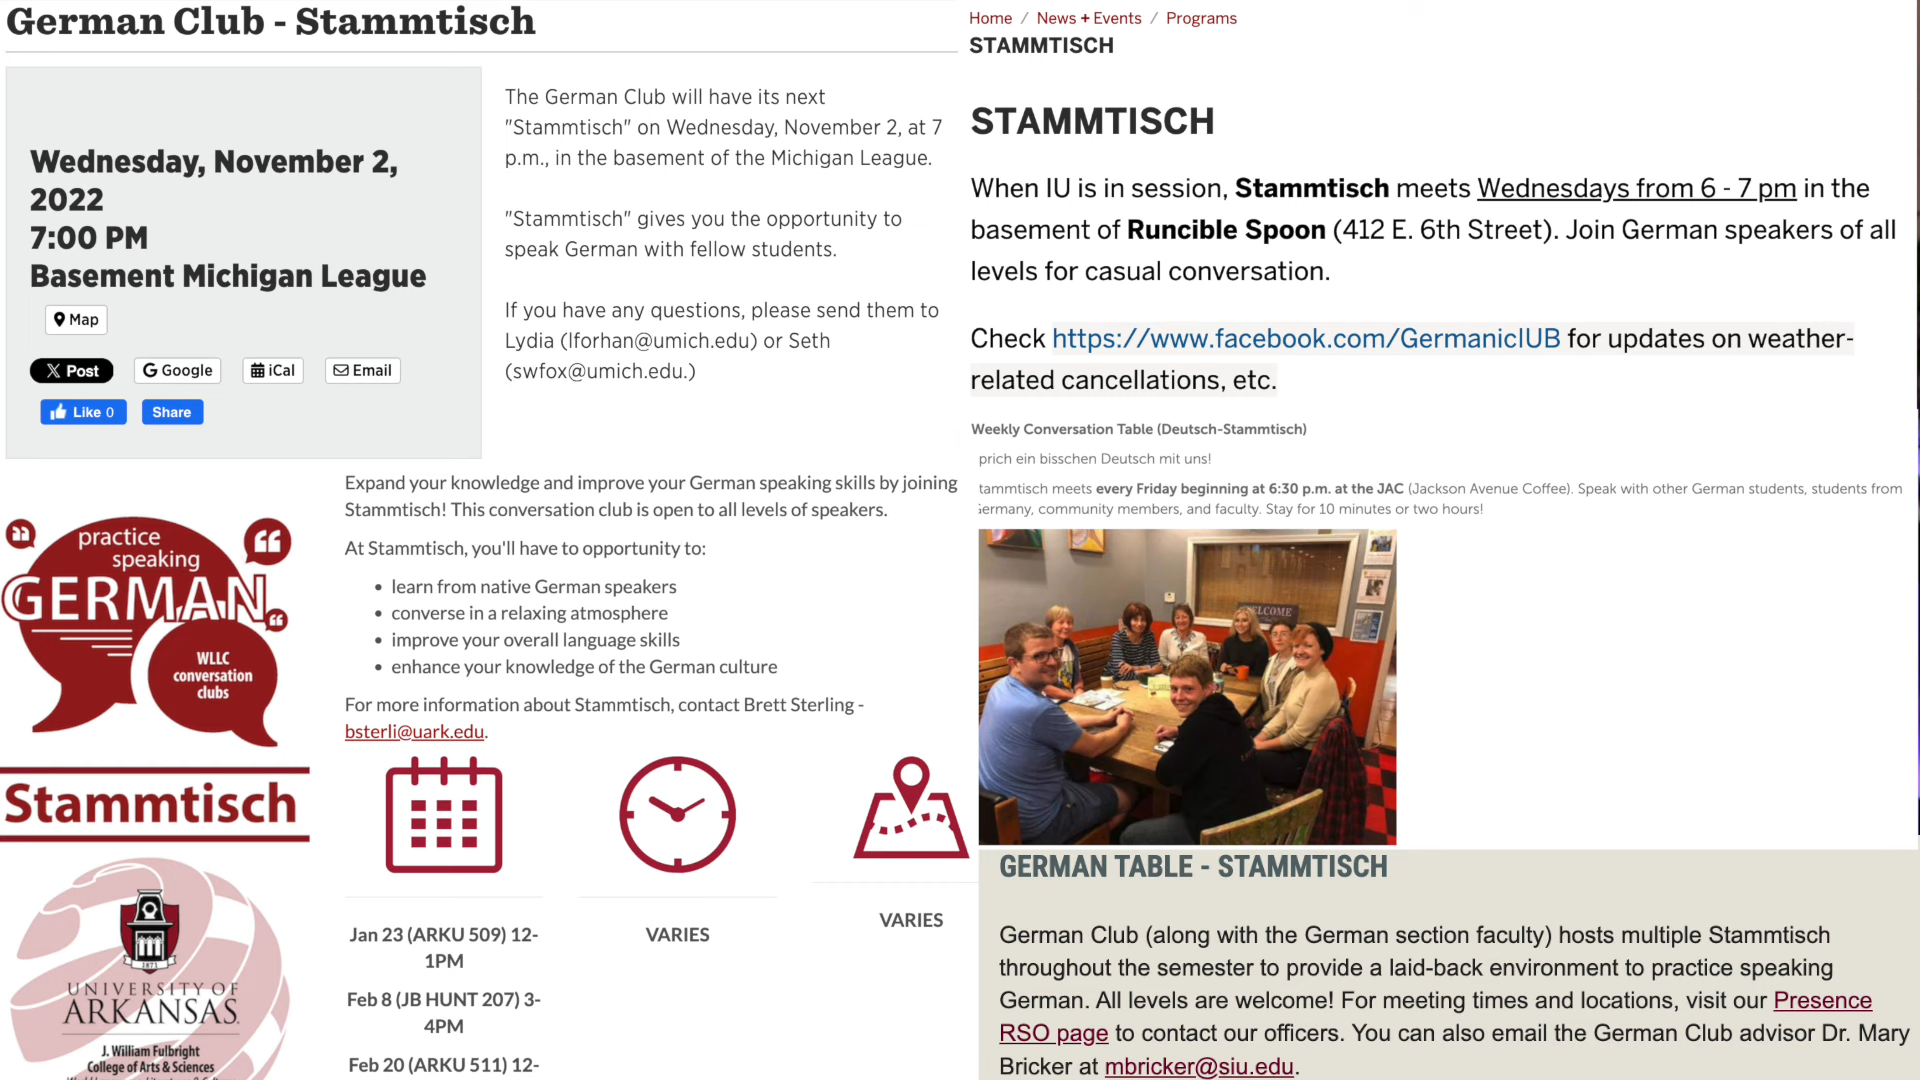 German Club - Stammtisch
Wednesday, November 2,
2022
7:00 PM
Basement Michigan League
Map
Post
Google
iCal
Email
Like 0
Share
The German Club will have its next
"Stammtisch" on Wednesday, November 2, at 7
p.m., in the basement of the Michigan League.
"Stammtisch" gives you the opportunity to
speak German with fellow students.
If you have any questions, please send them to
Lydia (lforhan@umich.edu) or Seth
(swfox@umich.edu.)
Home / News + Events / Programs
STAMMTISCH
STAMMTISCH
When IU is in session, Stammtisch meets Wednesdays from 6 - 7 pm in the
basement of Runcible Spoon (412 E. 6th Street). Join German speakers of all
levels for casual conversation.
Check https://www.facebook.com/GermanicIUB for updates on weather-
related cancellations, etc.
Weekly Conversation Table (Deutsch-Stammtisch)
prich ein bisschen Deutsch mit uns!
tammtisch meets every Friday beginning at 6:30 p.m. at the JAC (Jackson Avenue Coffee). Speak with other German students, students from
Germany, community members, and faculty. Stay for 10 minutes or two hours!
WELCOME
practice
speaking
GERMAN
WLLC
conversation
clubs
Stammtisch
1871
UNIVERSITY OF
ARKANSAS
J. William Fulbright
College of Arts & Sciences
Expand your knowledge and improve your German speaking skills by joining
Stammtisch! This conversation club is open to all levels of speakers.
At Stammtisch, you'll have to opportunity to:
• learn from native German speakers
• converse in a relaxing atmosphere
• improve your overall language skills
• enhance your knowledge of the German culture
For more information about Stammtisch, contact Brett Sterling -
bsterli@uark.edu.
Jan 23 (ARKU 509) 12-
1PM
Feb 8 (JB HUNT 207) 3-
4PM
Feb 20 (ARKU 511) 12-
VARIES
VARIES
GERMAN TABLE - STAMMTISCH
German Club (along with the German section faculty) hosts multiple Stammtisch
throughout the semester to provide a laid-back environment to practice speaking
German. All levels are welcome! For meeting times and locations, visit our Presence
RSO page to contact our officers. You can also email the German Club advisor Dr. Mary
Bricker at mbricker@siu.edu.